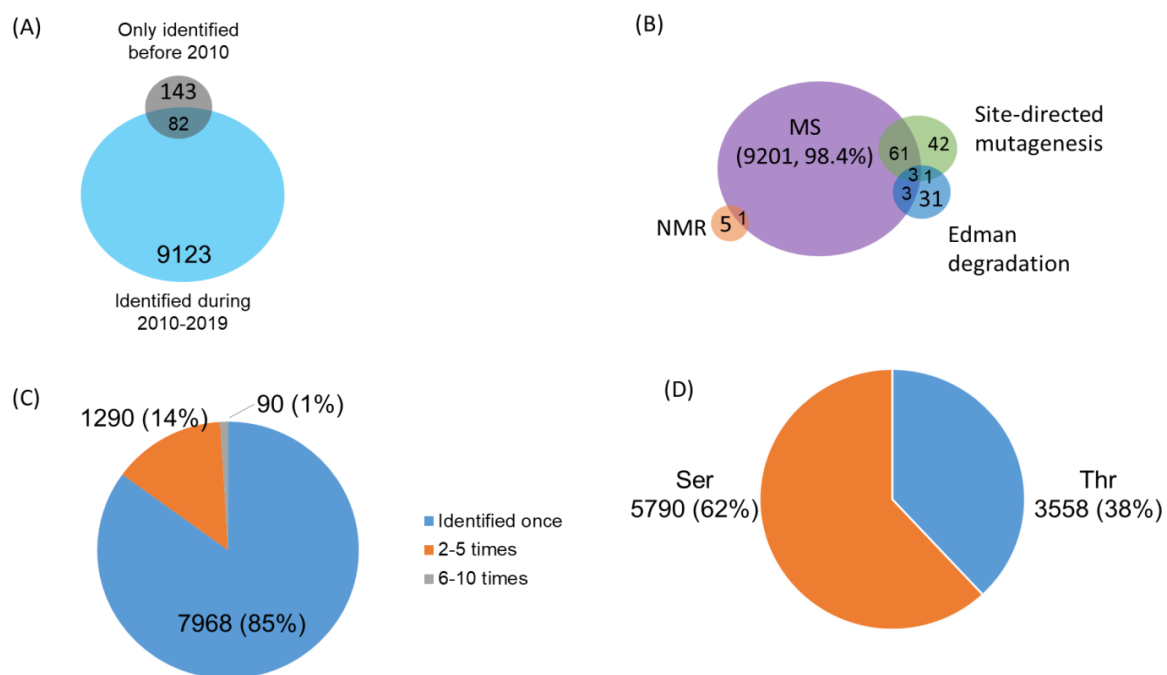 (A)
Only identified
before 2010
143
82
9123
Identified during
2010-2019
(B)
MS
(9201, 98.4%)
61
42
3
1
3
31
Site-directed
mutagenesis
NMR
5
1
Edman
degradation
(C)
1290 (14%)
90 (1%)
7968 (85%)
Identified once
2-5 times
6-10 times
(D)
Ser
5790 (62%)
Thr
3558 (38%)